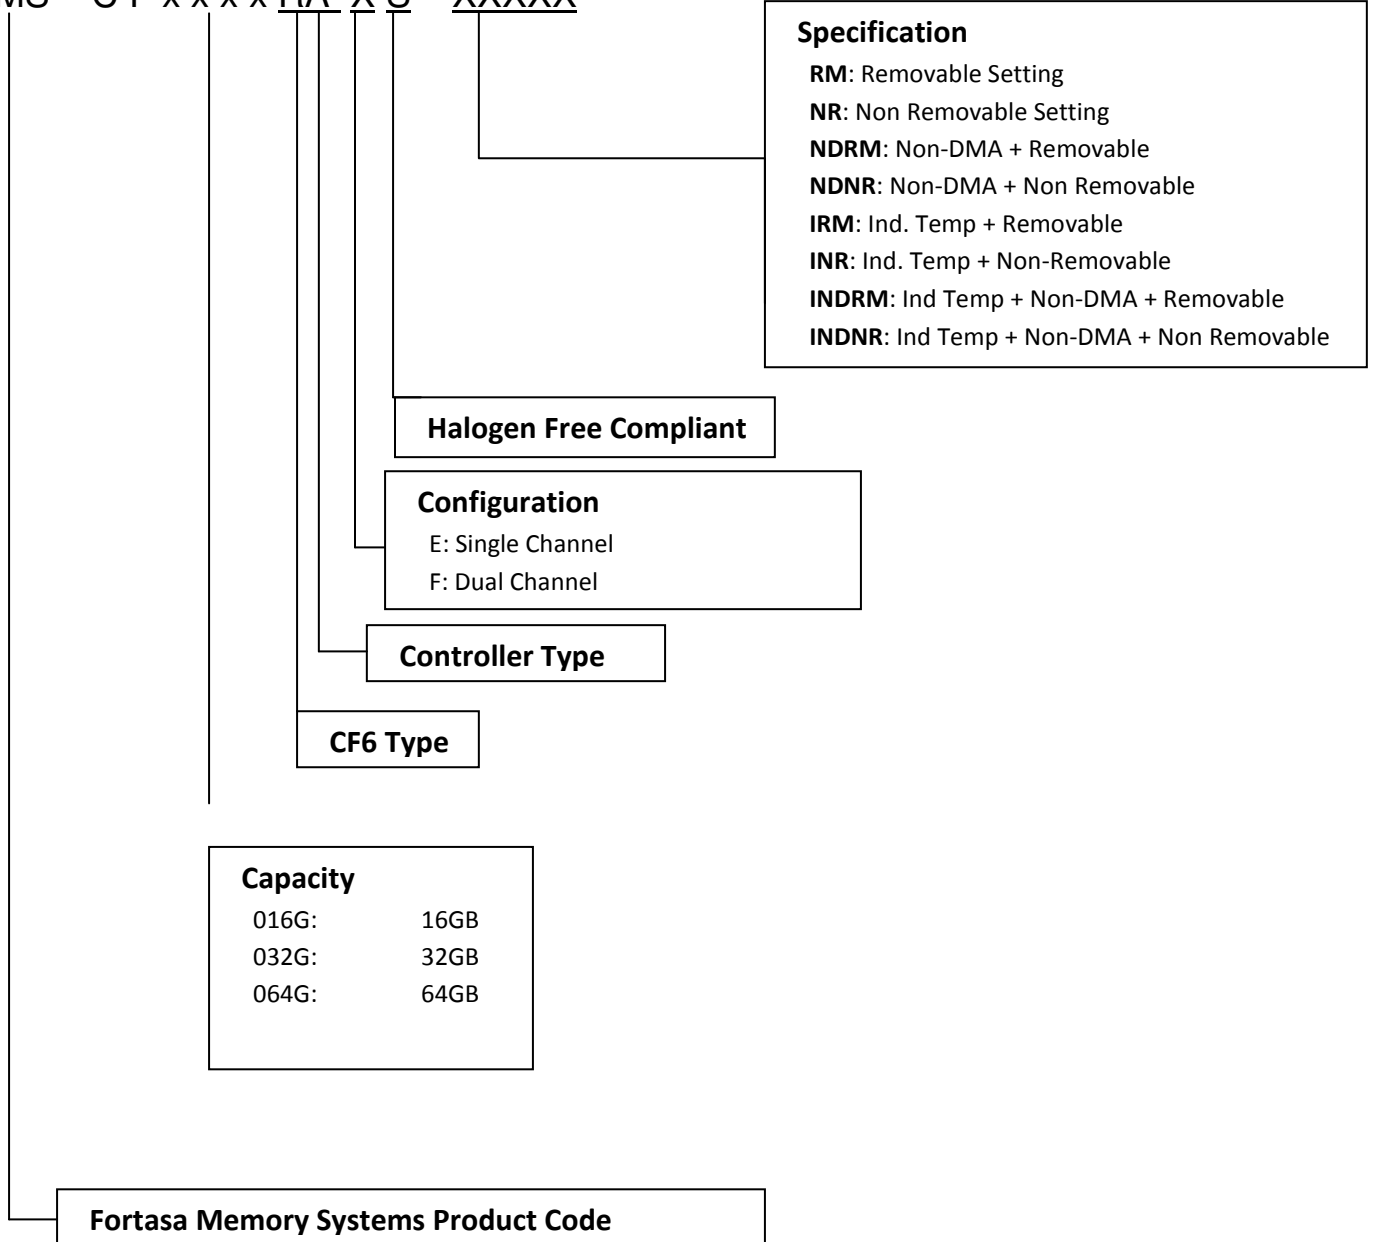 Specification
RM: Removable Setting
NR: Non Removable Setting
NDRM: Non-DMA + Removable
NDNR: Non-DMA + Non Removable
IRM: Ind. Temp + Removable
INR: Ind. Temp + Non-Removable
INDRM: Ind Temp + Non-DMA + Removable
INDNR: Ind Temp + Non-DMA + Non Removable
Halogen Free Compliant
Configuration
E: Single Channel
F: Dual Channel
Controller Type
CF6 Type
Capacity
016G: 16GB
032G: 32GB
064G: 64GB
Fortasa Memory Systems Product Code